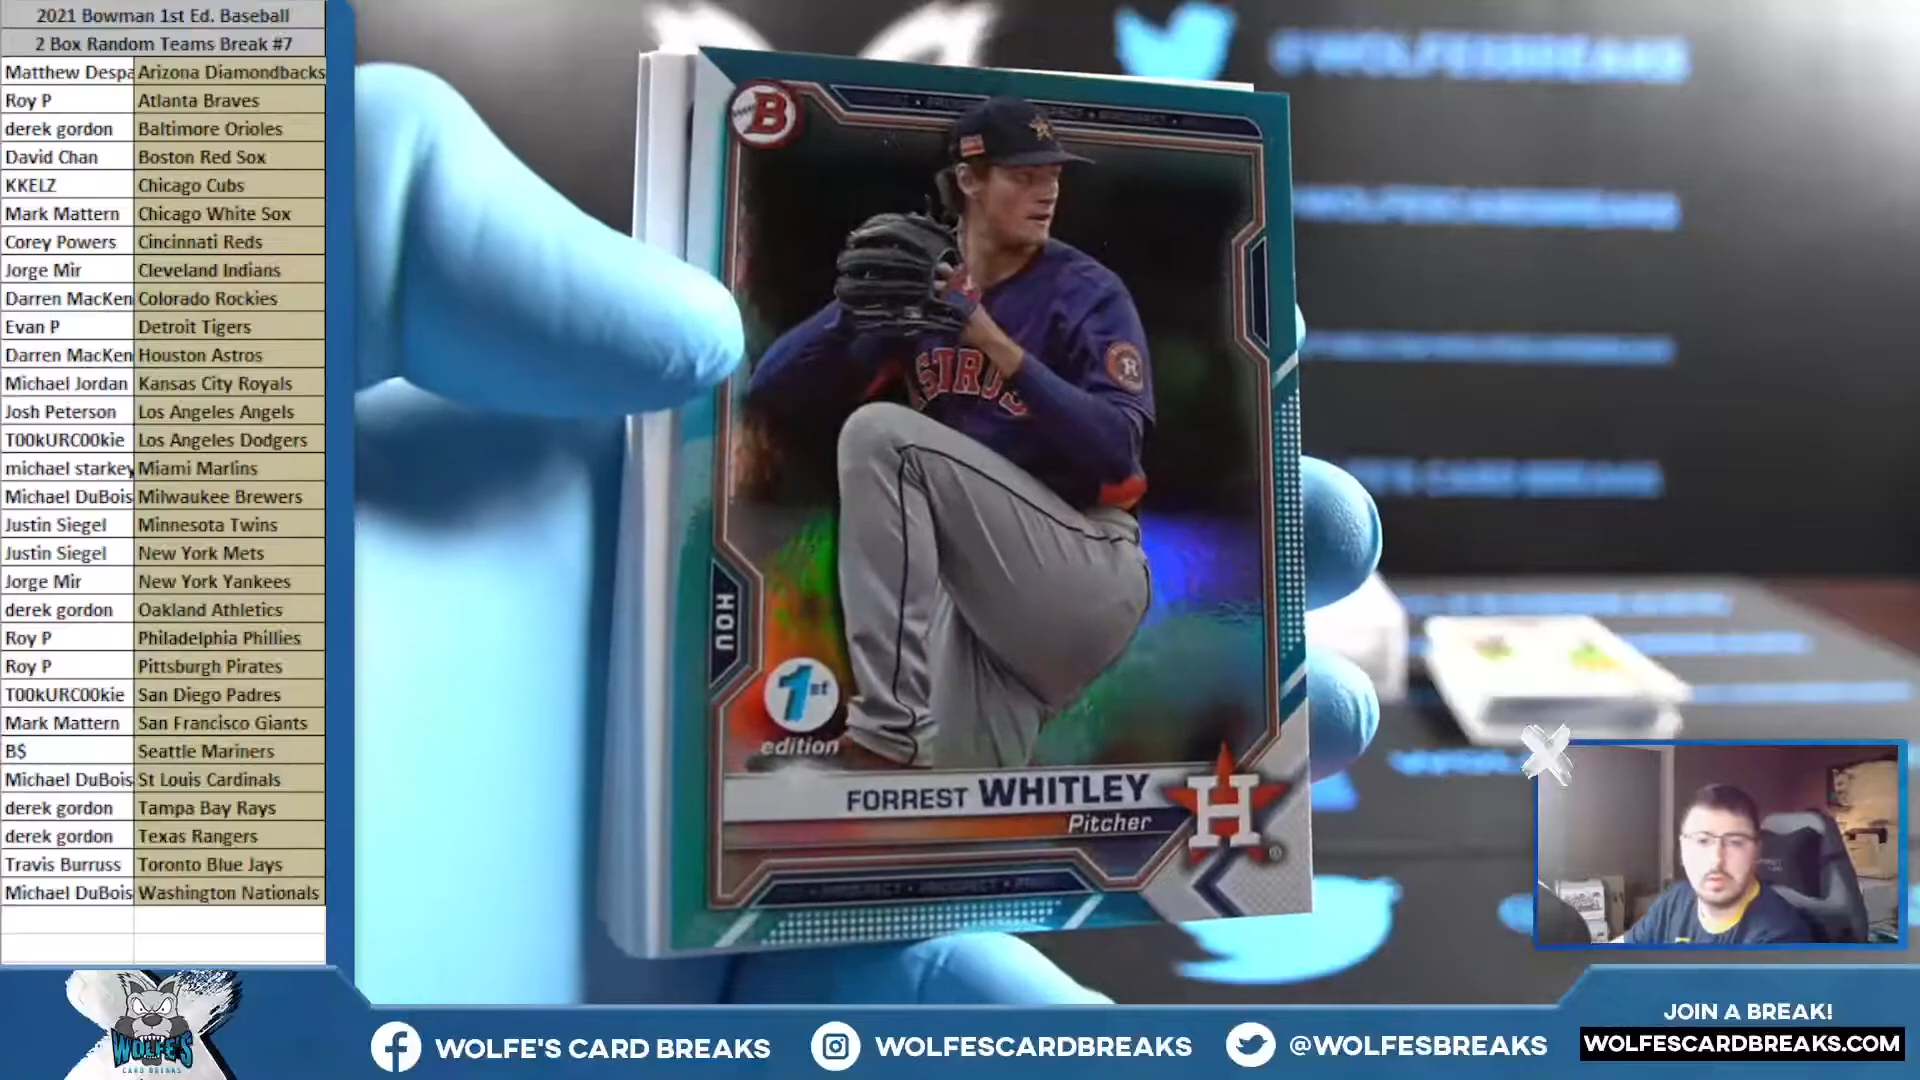 2021 Bowman 1st Ed. Baseball
2 Box Random Teams Break #7
Matthew Despa Arizona Diamondbacks
Roy P Atlanta Braves
derek gordon Baltimore Orioles
David Chan Boston Red Sox
KKELZ Chicago Cubs
Mark Mattern Chicago White Sox
Corey Powers Cincinnati Reds
Jorge Mir Cleveland Indians
Darren MacKen Colorado Rockies
Evan P Detroit Tigers
Darren MacKen Houston Astros
Michael Jordan Kansas City Royals
Josh Peterson Los Angeles Angels
T00kURC00kie Los Angeles Dodgers
michael starkey Miami Marlins
Michael DuBois Milwaukee Brewers
Justin Siegel Minnesota Twins
Justin Siegel New York Mets
Jorge Mir New York Yankees
derek gordon Oakland Athletics
Roy P Philadelphia Phillies
Roy P Pittsburgh Pirates
T00kURC00kie San Diego Padres
Mark Mattern San Francisco Giants
B$ Seattle Mariners
Michael DuBois St Louis Cardinals
derek gordon Tampa Bay Rays
derek gordon Texas Rangers
Travis Burruss Toronto Blue Jays
Michael DuBois Washington Nationals
@WOLFESBREAKS
B
ASTROS
H
HOU
1st
edition
FORREST WHITLEY
Pitcher
H
PROSPECT • PROSPECT
WOLFE'S
CARD BREAKS
WOLFE'S CARD BREAKS
WOLFESCARDBREAKS
@WOLFESBREAKS
JOIN A BREAK!
WOLFESCARDBREAKS.COM